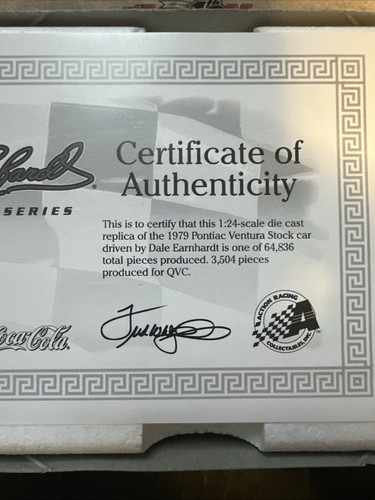 Certificate of
Authenticity
SERIES
This is to certify that this 1:24-scale die cast
replica of the 1979 Pontiac Ventura Stock car
driven by Dale Earnhardt is one of 64,836
total pieces produced. 3,504 pieces
produced for QVC.
Coca-Cola
ACTION RACING
COLLECTABLES, INC.